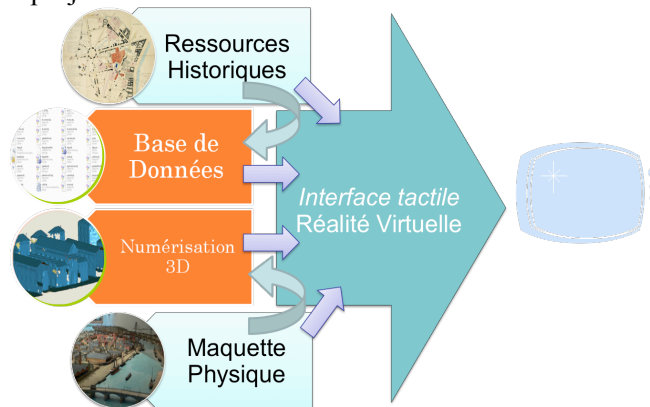 Ressources
Historiques
Base de
Données
Interface tactile
Réalité Virtuelle
Numérisation
3D
Maquette
Physique